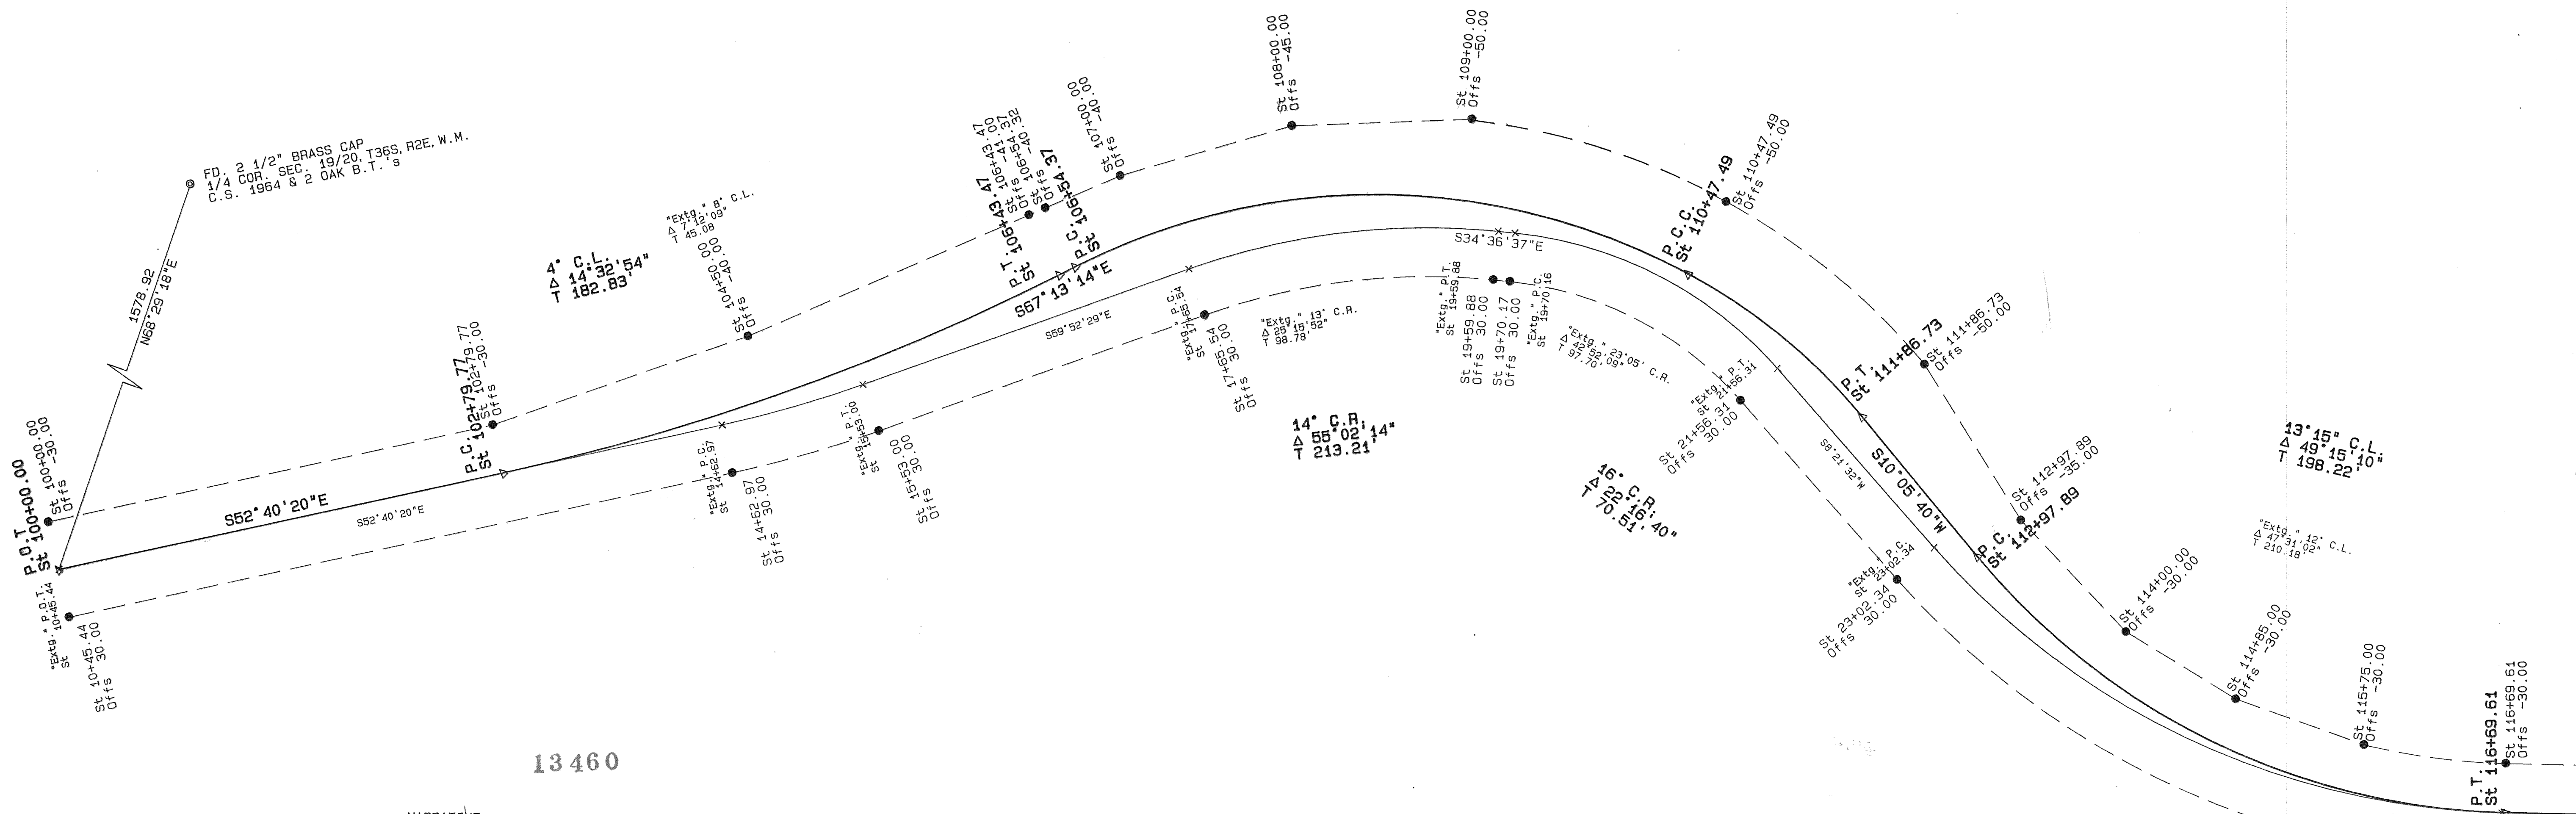 FD. 2 1/2" BRASS CAP
1/4 COR. SEC. 19/20, T36S, R2E, W.M.
C.S. 1964 & 2 OAK B.T.'s
1578.92
N68°29'18"E
P.O.T
St 100+00.00
St 100+00.00
Offs -30.00
"Extg." P.O.T.
St 10+45.44
St 10+45.44
Offs 30.00
S52°40'20"E
S52°40'20"E
P.C.
St 102+79.77
St 102+79.77
Offs -30.00
4° C.L.
Δ 14°32'54"
T 182.83'
"Extg." 8° C.L.
Δ 7°12'09"
T 45.08'
St 104+50.00
Offs -40.00
"Extg." P.C.
St 14+62.97
St 14+62.97
Offs 30.00
"Extg." P.T.
St 15+53.00
St 15+53.00
Offs 30.00
P.T.
St 106+43.47
St 106+43.47
Offs -41.37
St 106+54.32
Offs -40.32
P.C.
St 106+54.37
S67°13'14"E
S59°52'29"E
St 107+00.00
Offs -40.00
"Extg." P.C.
St 17+65.54
St 17+65.54
Offs 30.00
"Extg." 13° C.R.
Δ 25°15'52"
T 98.78'
St 108+00.00
Offs -45.00
St 109+00.00
Offs -50.00
S34°36'37"E
"Extg." P.T.
St 19+59.88
St 19+59.88
Offs 30.00
St 19+70.17
Offs 30.00
"Extg." P.C.
St 19+70.16
14° C.R.
Δ 55°02'14"
T 213.21'
"Extg." 23°05' C.R.
Δ 42°52'09"
T 97.70'
P.C.C.
St 110+47.49
St 110+47.49
Offs -50.00
"Extg." P.T.
St 21+56.31
St 21+56.31
Offs 30.00
16° C.R.
Δ 22°16'40"
T 70.51'
P.T.
St 111+86.73
St 111+86.73
Offs -50.00
S8°21'32"W
S10°05'40"W
"Extg." P.C.
St 23+02.34
St 23+02.34
Offs 30.00
P.C.
St 112+97.89
St 112+97.89
Offs -35.00
13°15" C.L.
Δ 49°15'10"
T 198.22'
"Extg." 12° C.L.
Δ 47°31'02"
T 210.18'
St 114+00.00
Offs -30.00
St 114+85.00
Offs -30.00
St 115+75.00
Offs -30.00
P.T.
St 116+69.61
St 116+69.61
Offs -30.00
13460